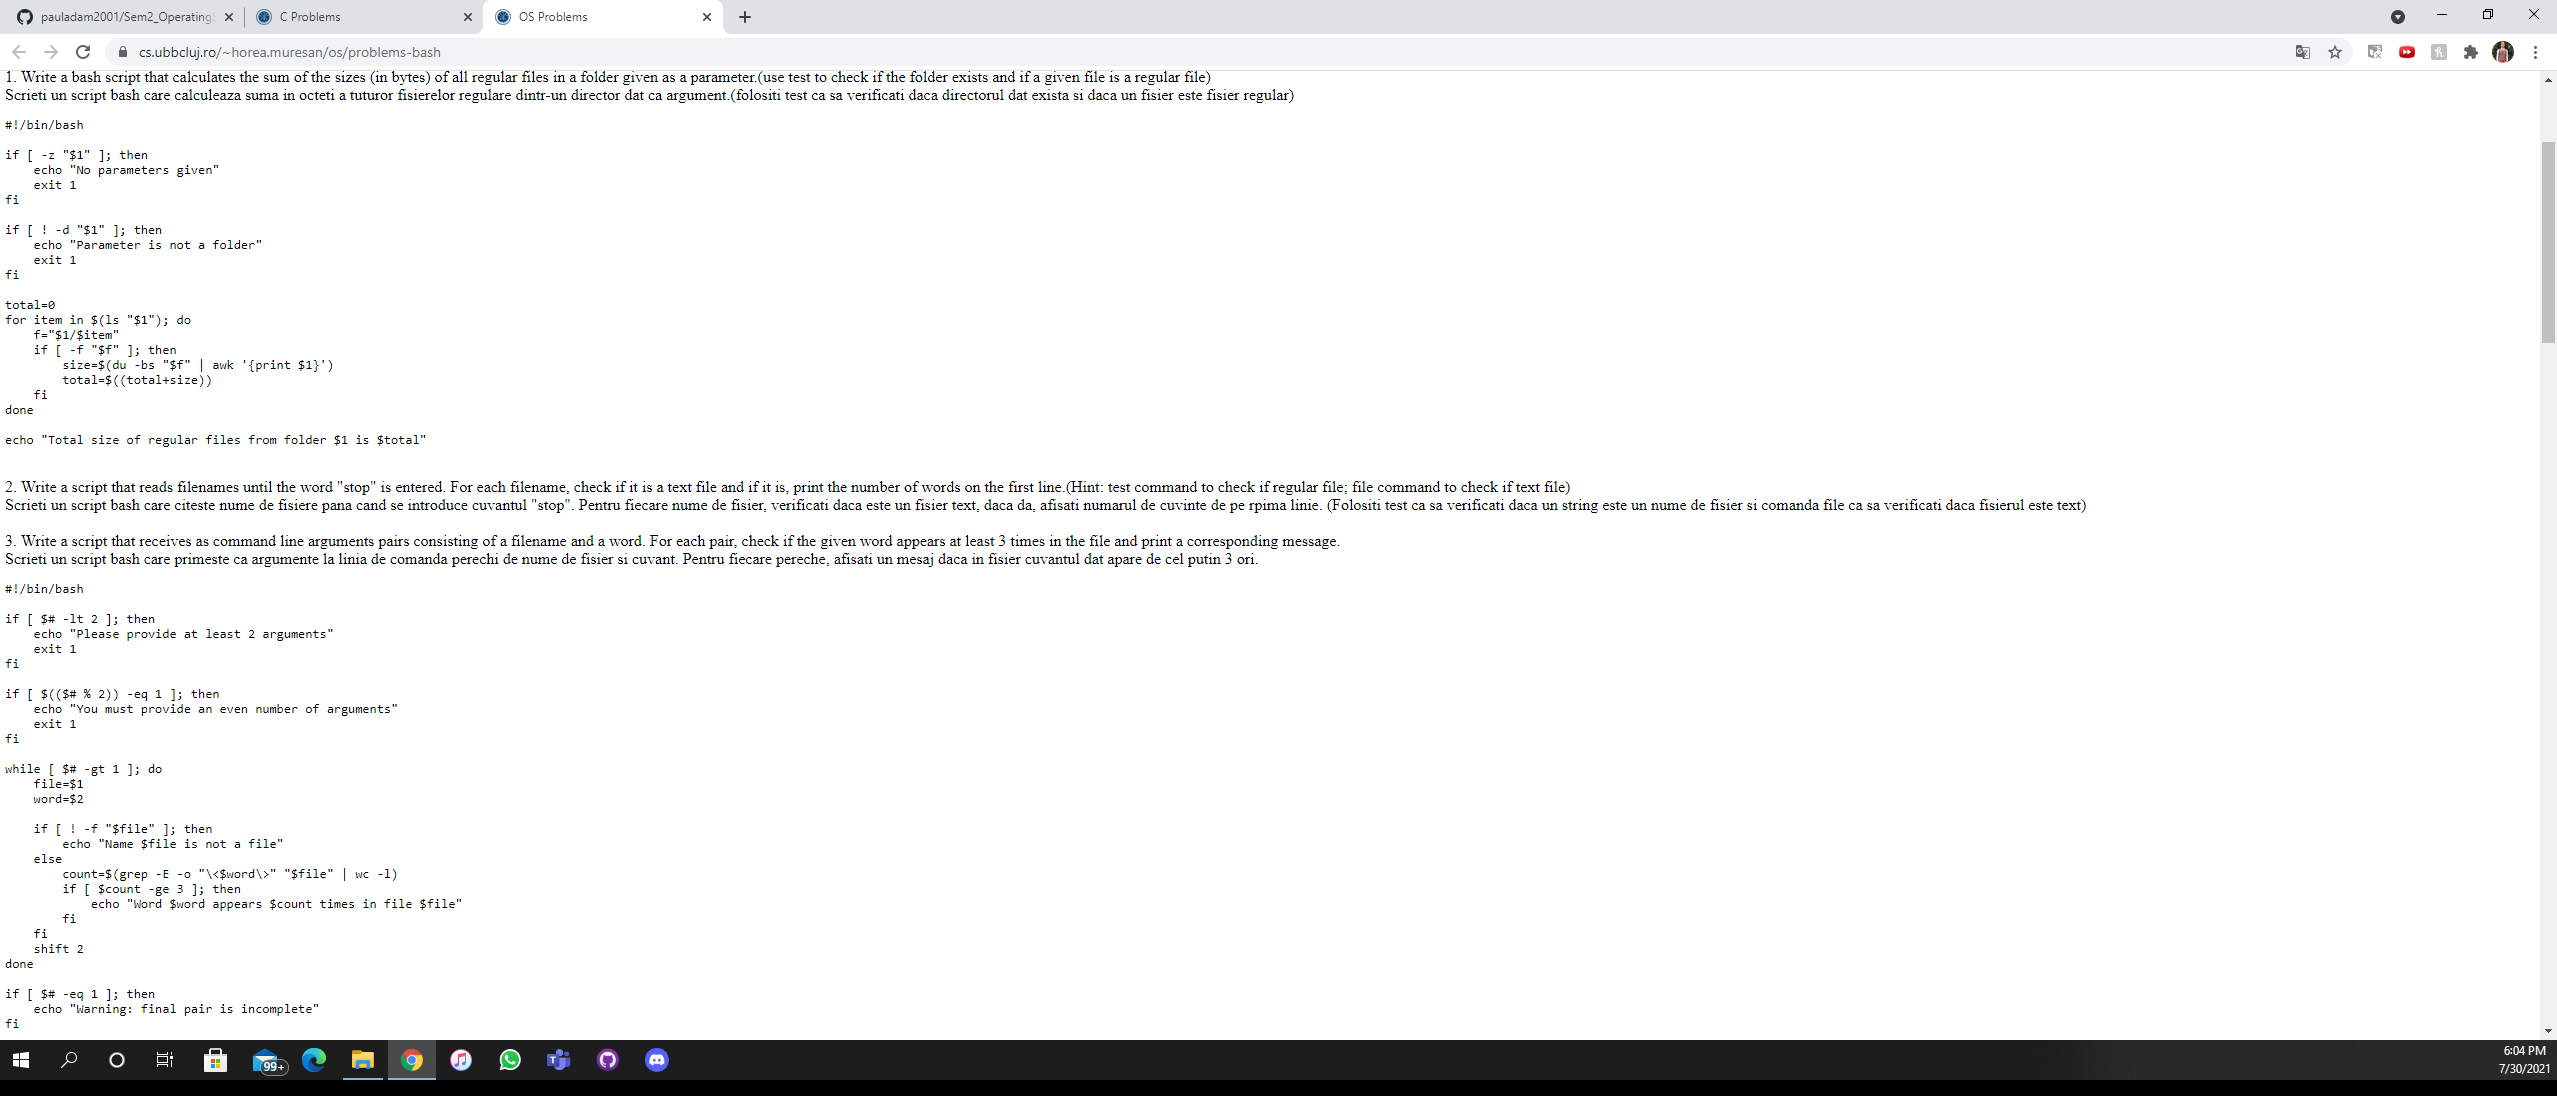 pauladam2001/Sem2_Operating
C Problems
OS Problems
cs.ubbcluj.ro/~horea.muresan/os/problems-bash
1. Write a bash script that calculates the sum of the sizes (in bytes) of all regular files in a folder given as a parameter.(use test to check if the folder exists and if a given file is a regular file)
Scrieti un script bash care calculeaza suma in octeti a tuturor fisierelor regulare dintr-un director dat ca argument.(folositi test ca sa verificati daca directorul dat exista si daca un fisier este fisier regular)
#!/bin/bash
if [ -z "$1" ]; then
    echo "No parameters given"
    exit 1
fi
if [ ! -d "$1" ]; then
    echo "Parameter is not a folder"
    exit 1
fi
total=0
for item in $(ls "$1"); do
    f="$1/$item"
    if [ -f "$f" ]; then
        size=$(du -bs "$f" | awk '{print $1}')
        total=$((total+size))
    fi
done
echo "Total size of regular files from folder $1 is $total"
2. Write a script that reads filenames until the word "stop" is entered. For each filename, check if it is a text file and if it is, print the number of words on the first line.(Hint: test command to check if regular file; file command to check if text file)
Scrieti un script bash care citeste nume de fisiere pana cand se introduce cuvantul "stop". Pentru fiecare nume de fisier, verificati daca este un fisier text, daca da, afisati numarul de cuvinte de pe rpima linie. (Folositi test ca sa verificati daca un string este un nume de fisier si comanda file ca sa verificati daca fisierul este text)
3. Write a script that receives as command line arguments pairs consisting of a filename and a word. For each pair, check if the given word appears at least 3 times in the file and print a corresponding message.
Scrieti un script bash care primeste ca argumente la linia de comanda perechi de nume de fisier si cuvant. Pentru fiecare pereche, afisati un mesaj daca in fisier cuvantul dat apare de cel putin 3 ori.
#!/bin/bash
if [ $# -lt 2 ]; then
    echo "Please provide at least 2 arguments"
    exit 1
fi
if [ $(($# % 2)) -eq 1 ]; then
    echo "You must provide an even number of arguments"
    exit 1
fi
while [ $# -gt 1 ]; do
    file=$1
    word=$2
    if [ ! -f "$file" ]; then
        echo "Name $file is not a file"
    else
        count=$(grep -E -o "\<$word\>" "$file" | wc -l)
        if [ $count -ge 3 ]; then
            echo "Word $word appears $count times in file $file"
        fi
    fi
    shift 2
done
if [ $# -eq 1 ]; then
    echo "Warning: final pair is incomplete"
fi
99+
6:04 PM
7/30/2021